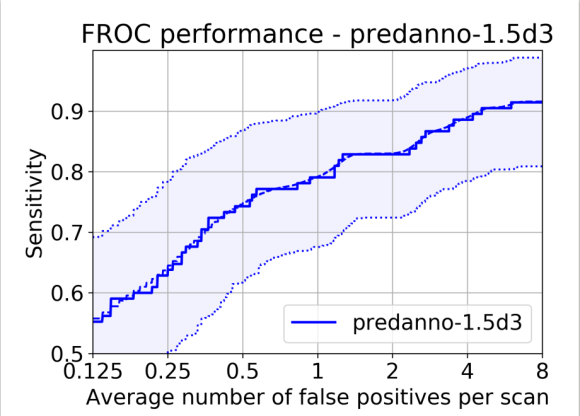 FROC performance - predanno-1.5d3
Sensitivity
0.9
0.8
0.7
0.6
0.5
predanno-1.5d3
0.125 0.25 0.5 1 2 4 8
Average number of false positives per scan